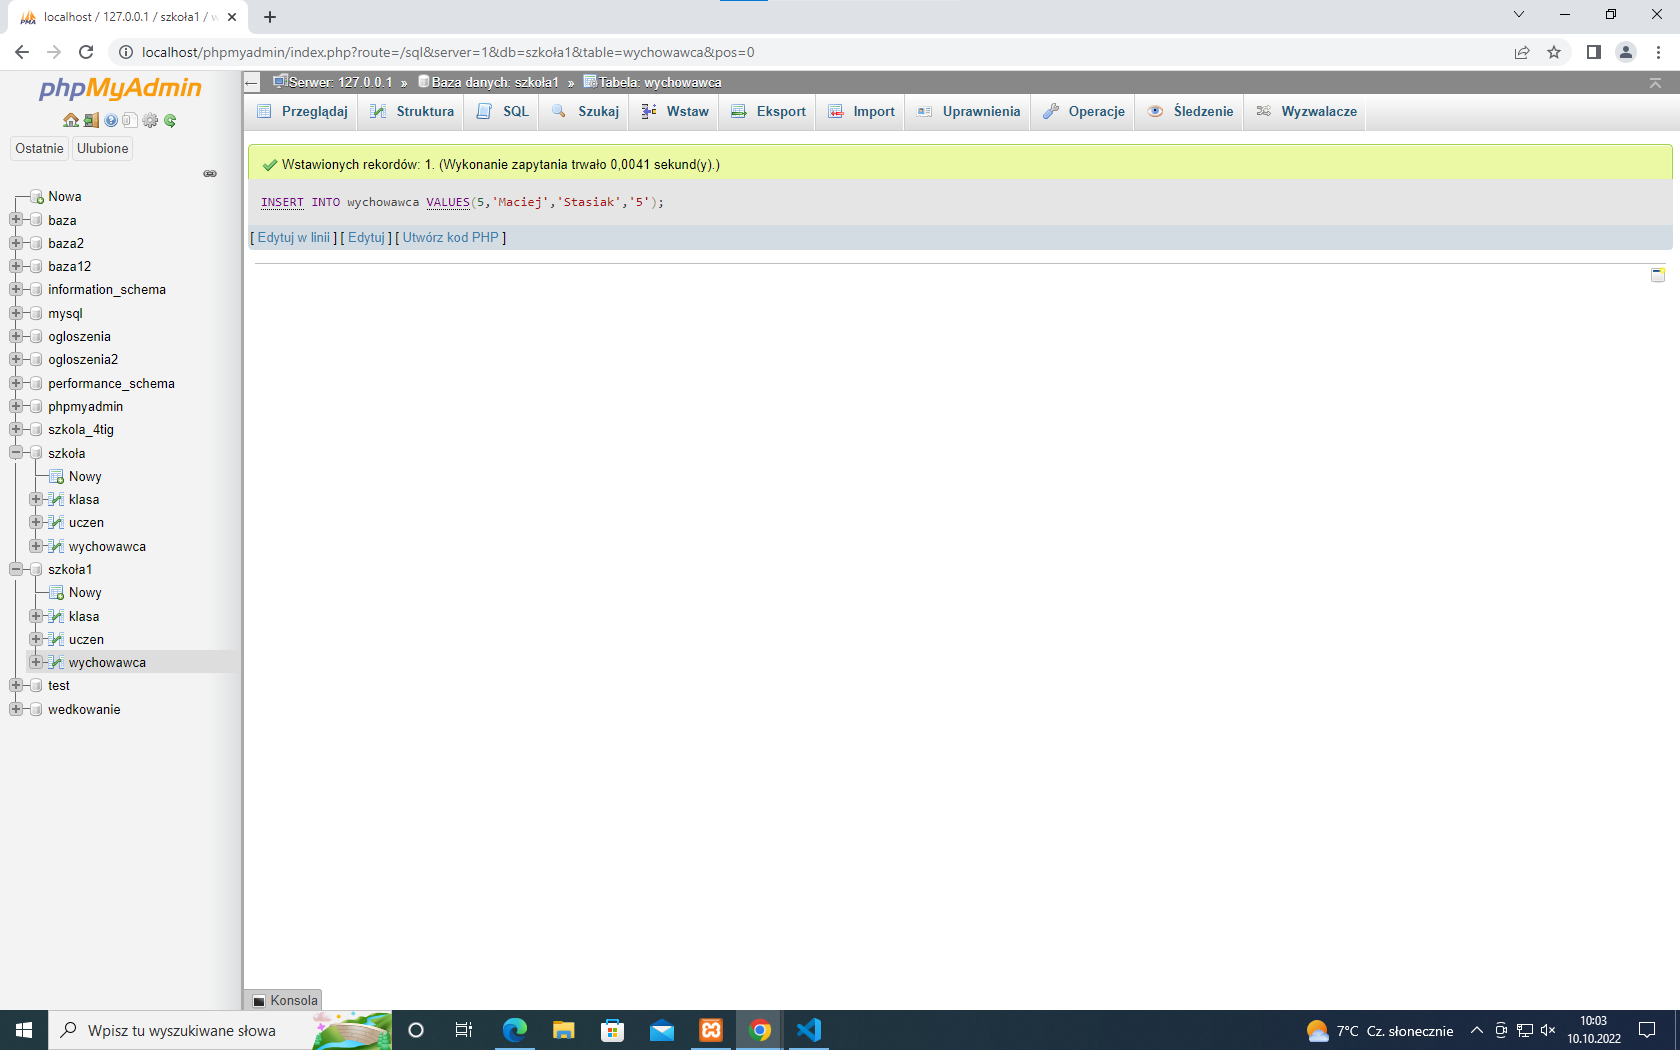 localhost / 127.0.0.1 / szkoła1 / w
localhost/phpmyadmin/index.php?route=/sql&server=1&db=szkoła1&table=wychowawca&pos=0
phpMyAdmin
Ostatnie
Ulubione
Nowa
baza
baza2
baza12
information_schema
mysql
ogloszenia
ogloszenia2
performance_schema
phpmyadmin
szkola_4tig
szkoła
Nowy
klasa
uczen
wychowawca
szkoła1
Nowy
klasa
uczen
wychowawca
test
wedkowanie
Serwer: 127.0.0.1 » Baza danych: szkoła1 » Tabela: wychowawca
Przeglądaj Struktura SQL Szukaj Wstaw Eksport Import Uprawnienia Operacje Śledzenie Wyzwalacze
Wstawionych rekordów: 1. (Wykonanie zapytania trwało 0,0041 sekund(y).)
INSERT INTO wychowawca VALUES(5,'Maciej','Stasiak','5');
[ Edytuj w linii ] [ Edytuj ] [ Utwórz kod PHP ]
Konsola
Wpisz tu wyszukiwane słowa
7°C Cz. słonecznie
10:03
10.10.2022